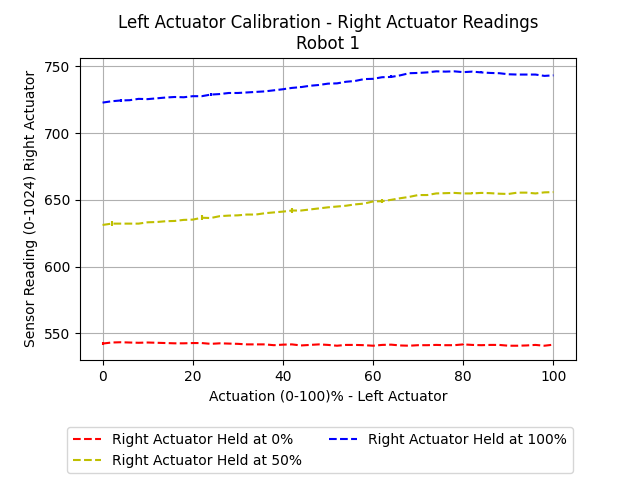 Left Actuator Calibration - Right Actuator Readings
Robot 1
Sensor Reading (0-1024) Right Actuator
750
700
650
600
550
0 20 40 60 80 100
Actuation (0-100)% - Left Actuator
Right Actuator Held at 0%
Right Actuator Held at 50%
Right Actuator Held at 100%